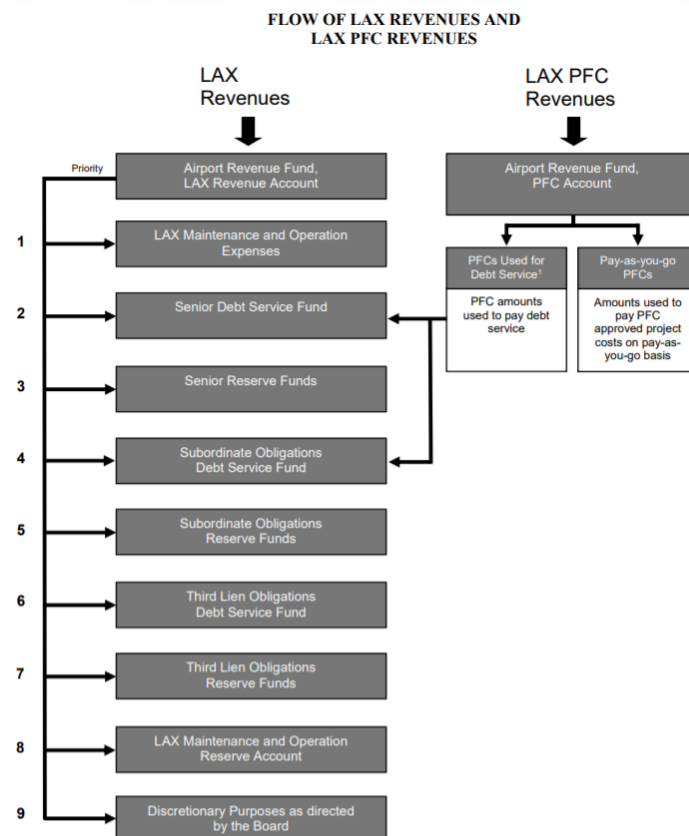 FLOW OF LAX REVENUES AND
LAX PFC REVENUES
LAX
Revenues
LAX PFC
Revenues
Priority
Airport Revenue Fund,
LAX Revenue Account
Airport Revenue Fund,
PFC Account
1
LAX Maintenance and Operation
Expenses
PFCs Used for
Debt Service¹
PFC amounts
used to pay debt
service
Pay-as-you-go
PFCs
Amounts used to
pay PFC
approved project
costs on pay-as-
you-go basis
2
Senior Debt Service Fund
3
Senior Reserve Funds
4
Subordinate Obligations
Debt Service Fund
5
Subordinate Obligations
Reserve Funds
6
Third Lien Obligations
Debt Service Fund
7
Third Lien Obligations
Reserve Funds
8
LAX Maintenance and Operation
Reserve Account
9
Discretionary Purposes as directed
by the Board